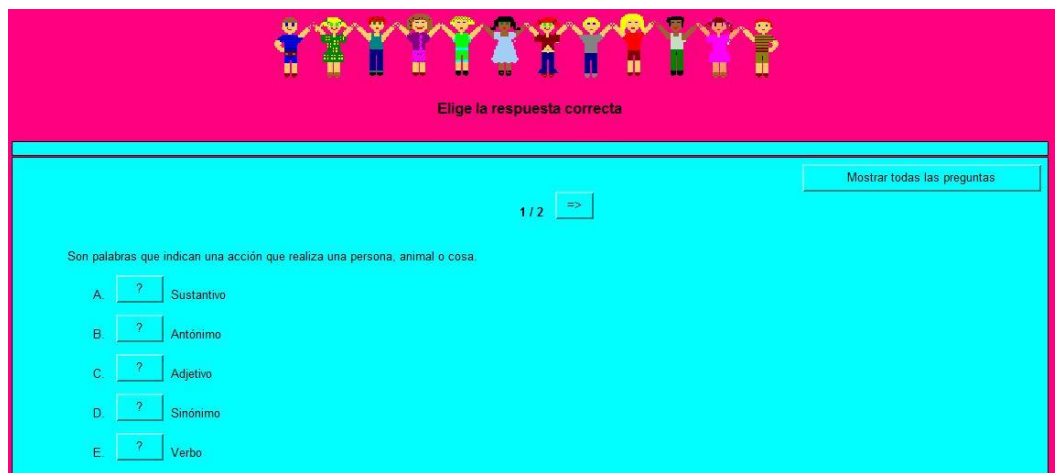 Elige la respuesta correcta
Mostrar todas las preguntas
1 / 2 =>
Son palabras que indican una acción que realiza una persona, animal o cosa.
A. ? Sustantivo
B. ? Antónimo
C. ? Adjetivo
D. ? Sinónimo
E. ? Verbo